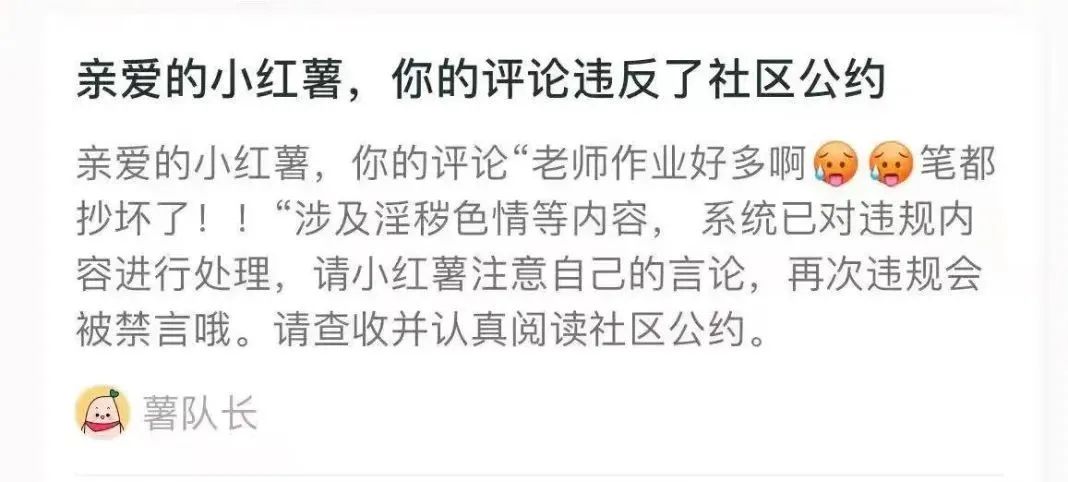 亲爱的小红薯，你的评论违反了社区公约
亲爱的小红薯，你的评论“老师作业好多啊🥵🥵笔都
抄坏了！！“涉及淫秽色情等内容， 系统已对违规内
容进行处理，请小红薯注意自己的言论，再次违规会
被禁言哦。请查收并认真阅读社区公约。
薯队长